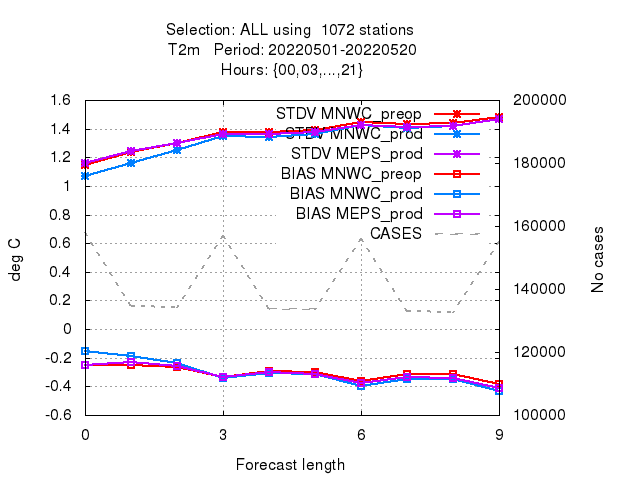 Selection: ALL using 1072 stations
T2m Period: 20220501-20220520
Hours: {00,03,...,21}
1.6 200000
STDV MNWC_preop
1.4
STDV MNWC_prod
1.2 STDV MEPS_prod 180000
1 BIAS MNWC_preop
BIAS MNWC_prod
0.8 BIAS MEPS_prod 160000
CASES
0.6
deg C
No cases
0.4
0.2 140000
0
-0.2 120000
-0.4
-0.6 100000
0 3 6 9
Forecast length